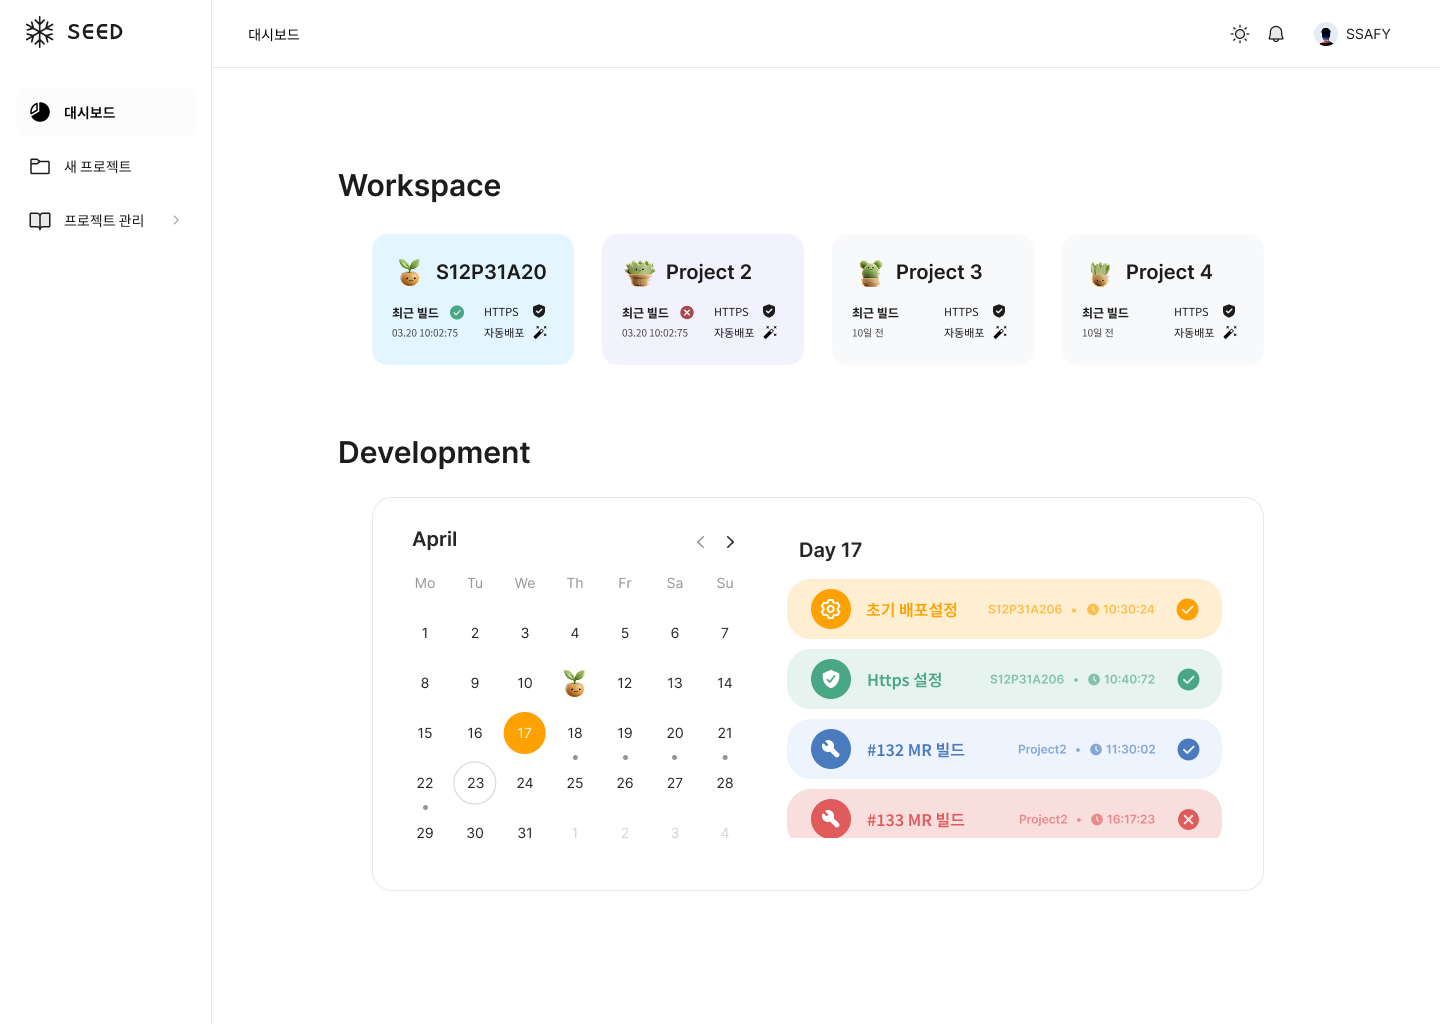 SEED
대시보드
SSAFY
대시보드
새 프로젝트
프로젝트 관리
Workspace
S12P31A20
최근 빌드 HTTPS
03.20 10:02:75 자동배포
Project 2
최근 빌드 HTTPS
03.20 10:02:75 자동배포
Project 3
최근 빌드 HTTPS
10일 전 자동배포
Project 4
최근 빌드 HTTPS
10일 전 자동배포
Development
April
Mo Tu We Th Fr Sa Su
1 2 3 4 5 6 7
8 9 10 12 13 14
15 16 17 18 19 20 21
22 23 24 25 26 27 28
29 30 31 1 2 3 4
Day 17
초기 배포설정 S12P31A206 • 10:30:24
Https 설정 S12P31A206 • 10:40:72
#132 MR 빌드 Project2 • 11:30:02
#133 MR 빌드 Project2 • 16:17:23